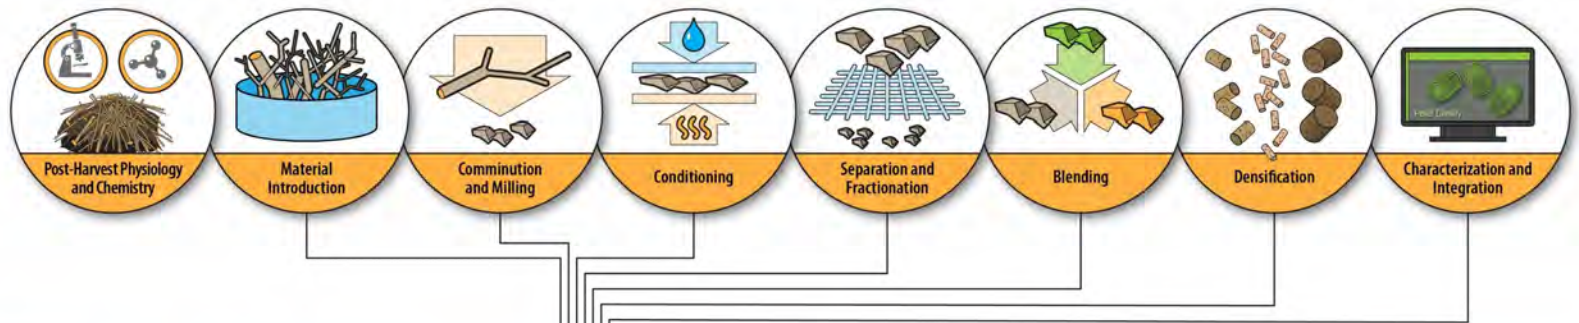 Post-Harvest Physiology
and Chemistry
Material
Introduction
Comminution
and Milling
Conditioning
Separation and
Fractionation
Blending
Densification
Characterization and
Integration